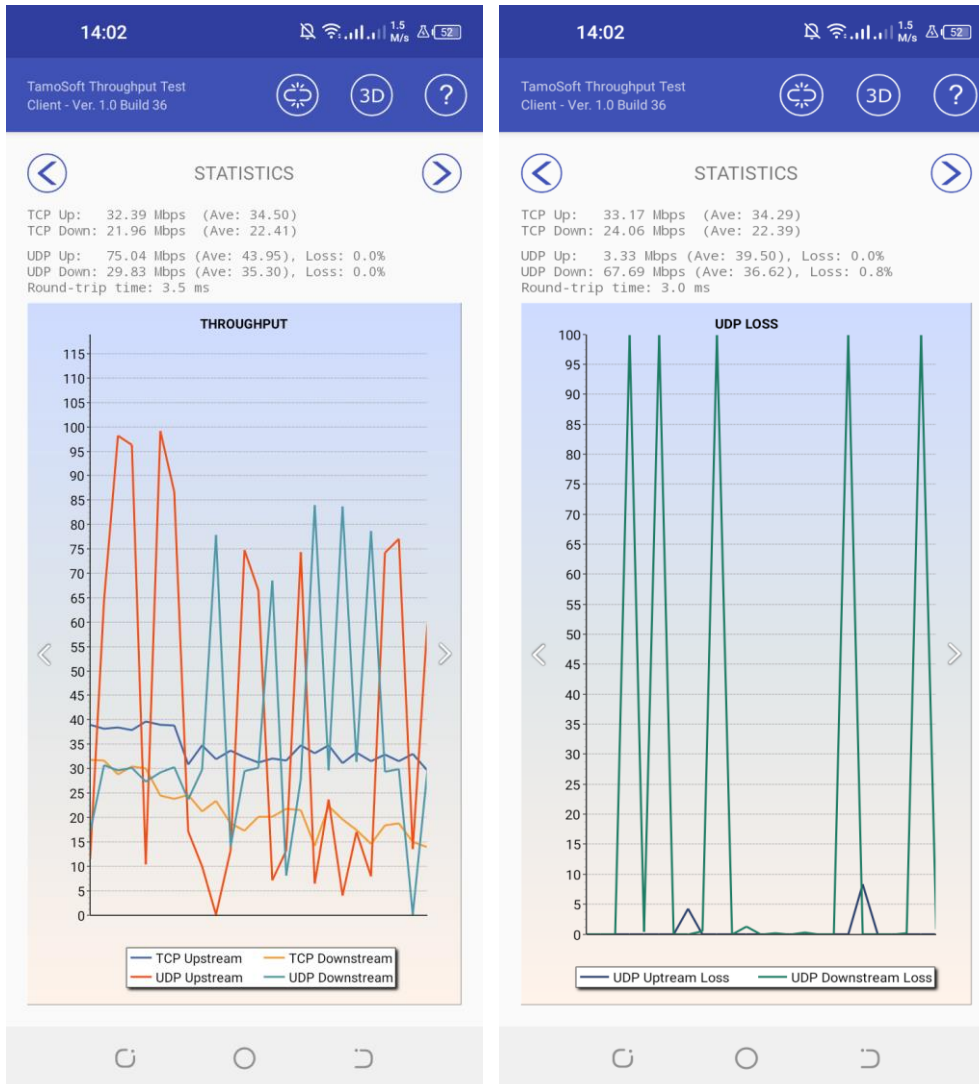 14:02
1.5
M/s
52
TamoSoft Throughput Test
Client - Ver. 1.0 Build 36
3D
?
STATISTICS
TCP Up: 32.39 Mbps (Ave: 34.50)
TCP Down: 21.96 Mbps (Ave: 22.41)
UDP Up: 75.04 Mbps (Ave: 43.95), Loss: 0.0%
UDP Down: 29.83 Mbps (Ave: 35.30), Loss: 0.0%
Round-trip time: 3.5 ms
THROUGHPUT
115
110
105
100
95
90
85
80
75
70
65
60
55
50
45
40
35
30
25
20
15
10
5
0
TCP Upstream
TCP Downstream
UDP Upstream
UDP Downstream
14:02
1.5
M/s
52
TamoSoft Throughput Test
Client - Ver. 1.0 Build 36
3D
?
STATISTICS
TCP Up: 33.17 Mbps (Ave: 34.29)
TCP Down: 24.06 Mbps (Ave: 22.39)
UDP Up: 3.33 Mbps (Ave: 39.50), Loss: 0.0%
UDP Down: 67.69 Mbps (Ave: 36.62), Loss: 0.8%
Round-trip time: 3.0 ms
UDP LOSS
100
95
90
85
80
75
70
65
60
55
50
45
40
35
30
25
20
15
10
5
0
UDP Uptream Loss
UDP Downstream Loss